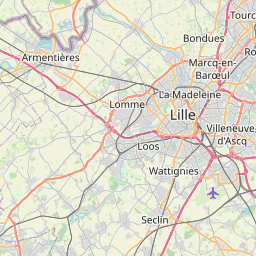 Tourc
Bondues
Armentières
Marcq-en-
Barœul
La Madeleine
Lomme
Lille
Villeneuve
d'Ascq
Loos
Wattignies
Seclin